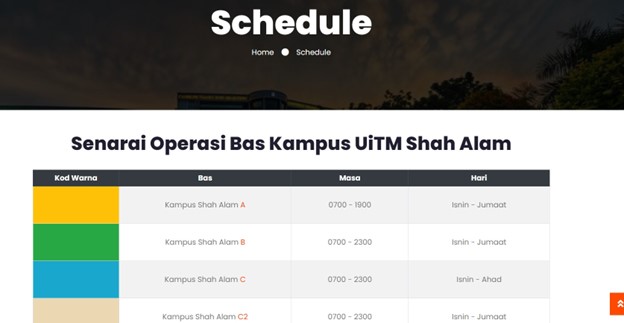 Schedule
Home Schedule
Senarai Operasi Bas Kampus UiTM Shah Alam
Kod Warna Bas Masa Hari
Kampus Shah Alam A 0700 - 1900 Isnin - Jumaat
Kampus Shah Alam B 0700 - 2300 Isnin - Jumaat
Kampus Shah Alam C 0700 - 2300 Isnin - Ahad
Kampus Shah Alam C2 0700 - 2300 Isnin - Jumaat